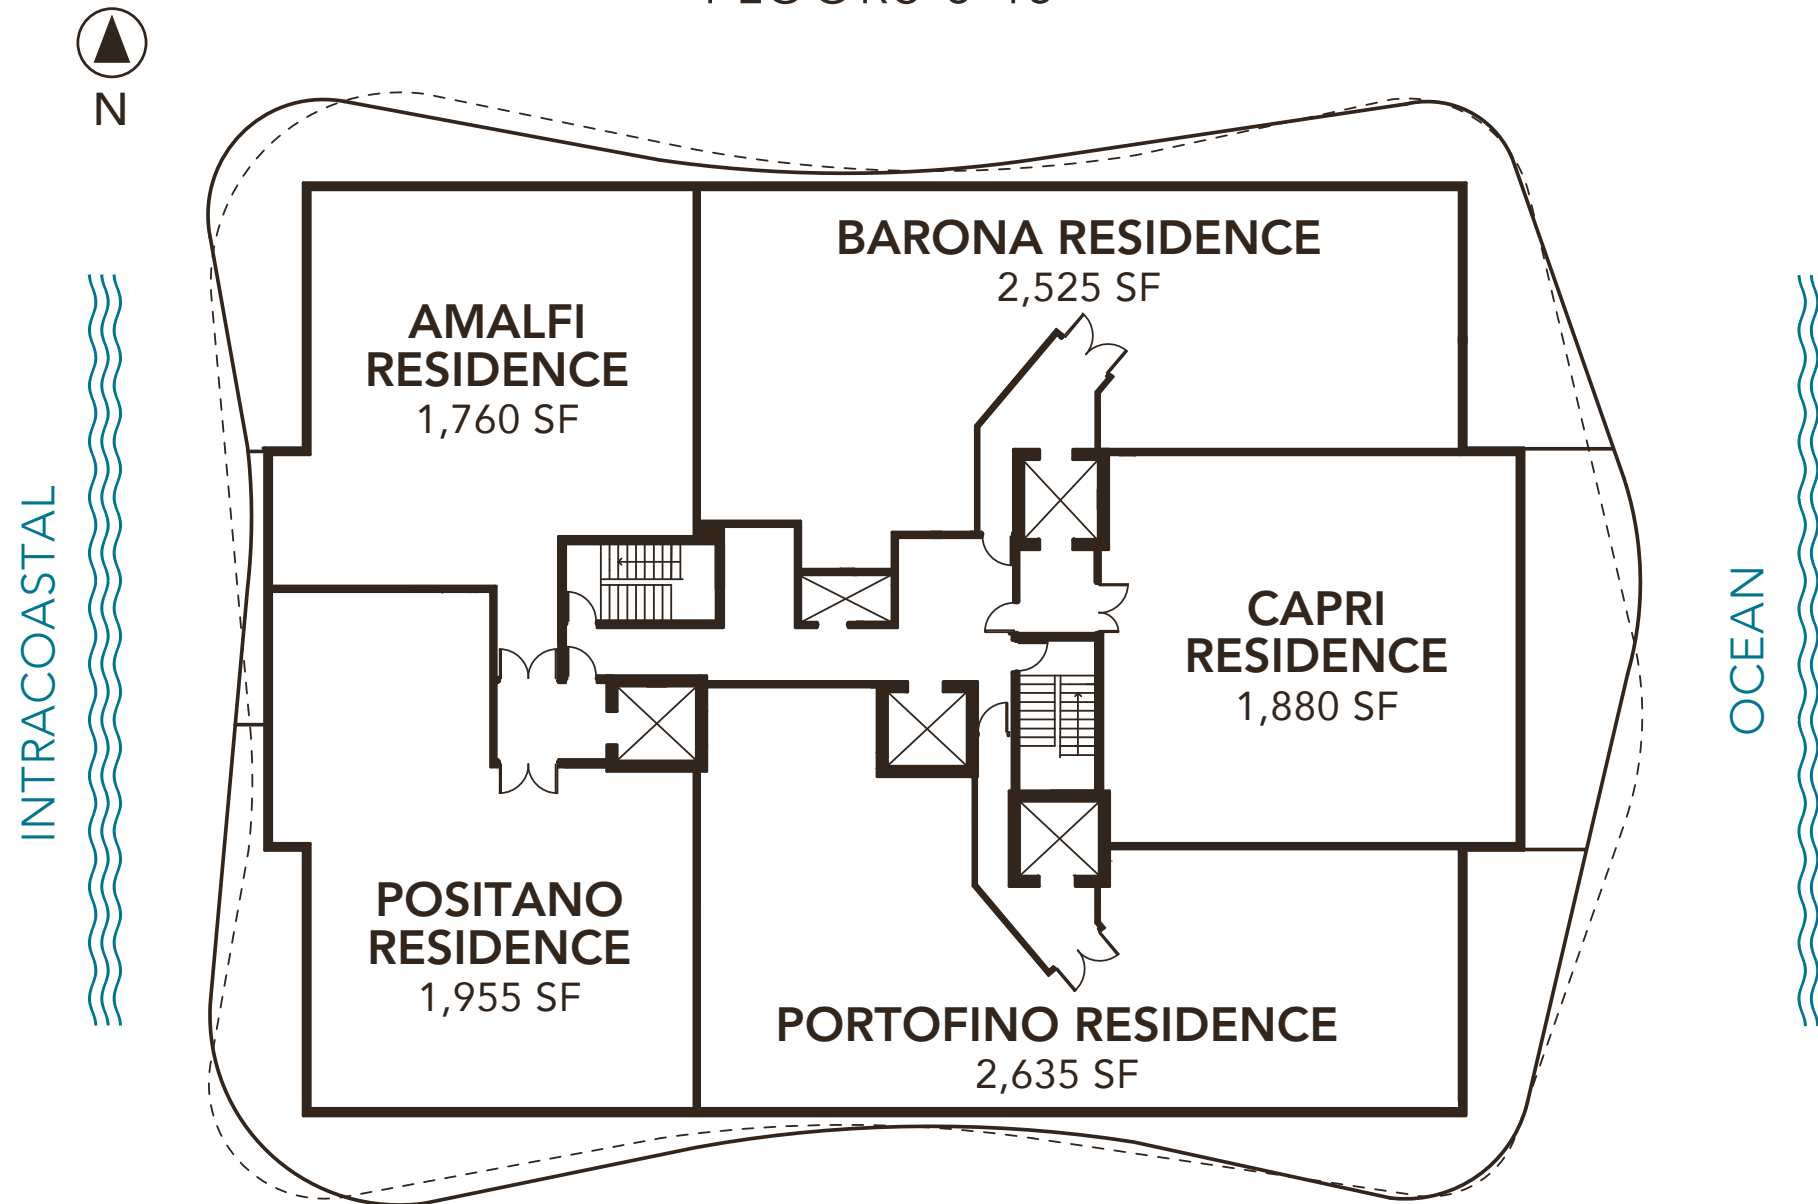 N
BARONA RESIDENCE
2,525 SF
AMALFI
RESIDENCE
1,760 SF
INTRACOASTAL
CAPRI
RESIDENCE
1,880 SF
OCEAN
POSITANO
RESIDENCE
1,955 SF
PORTOFINO RESIDENCE
2,635 SF